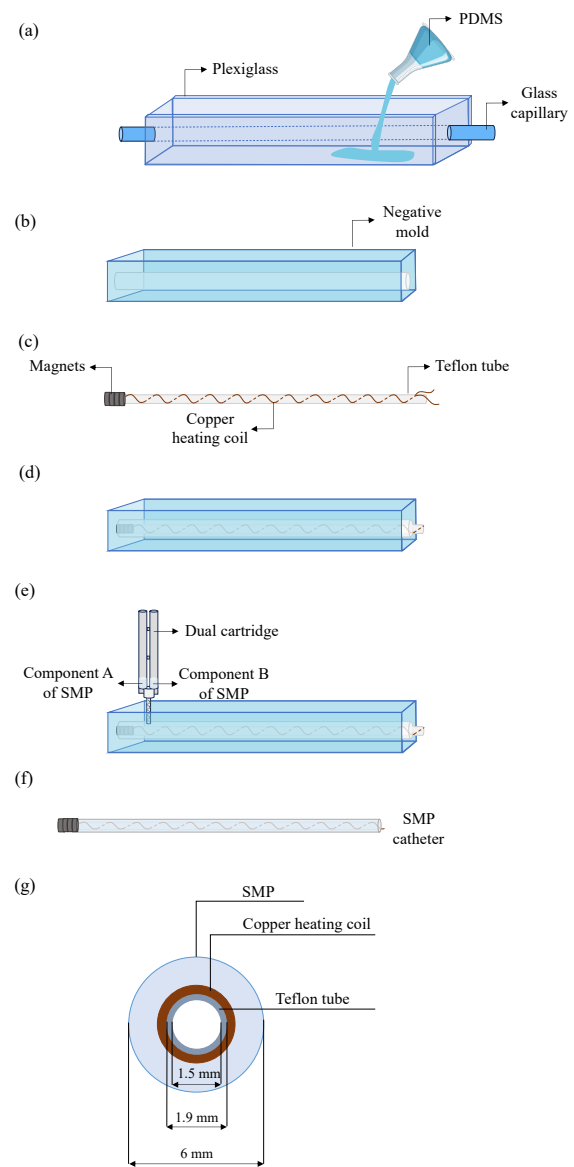 (a)
PDMS
Plexiglass
Glass
capillary
(b)
Negative
mold
(c)
Magnets
Teflon tube
Copper
heating coil
(d)
(e)
Dual cartridge
Component A
of SMP
Component B
of SMP
(f)
SMP
catheter
(g)
SMP
Copper heating coil
Teflon tube
1.5 mm
1.9 mm
6 mm